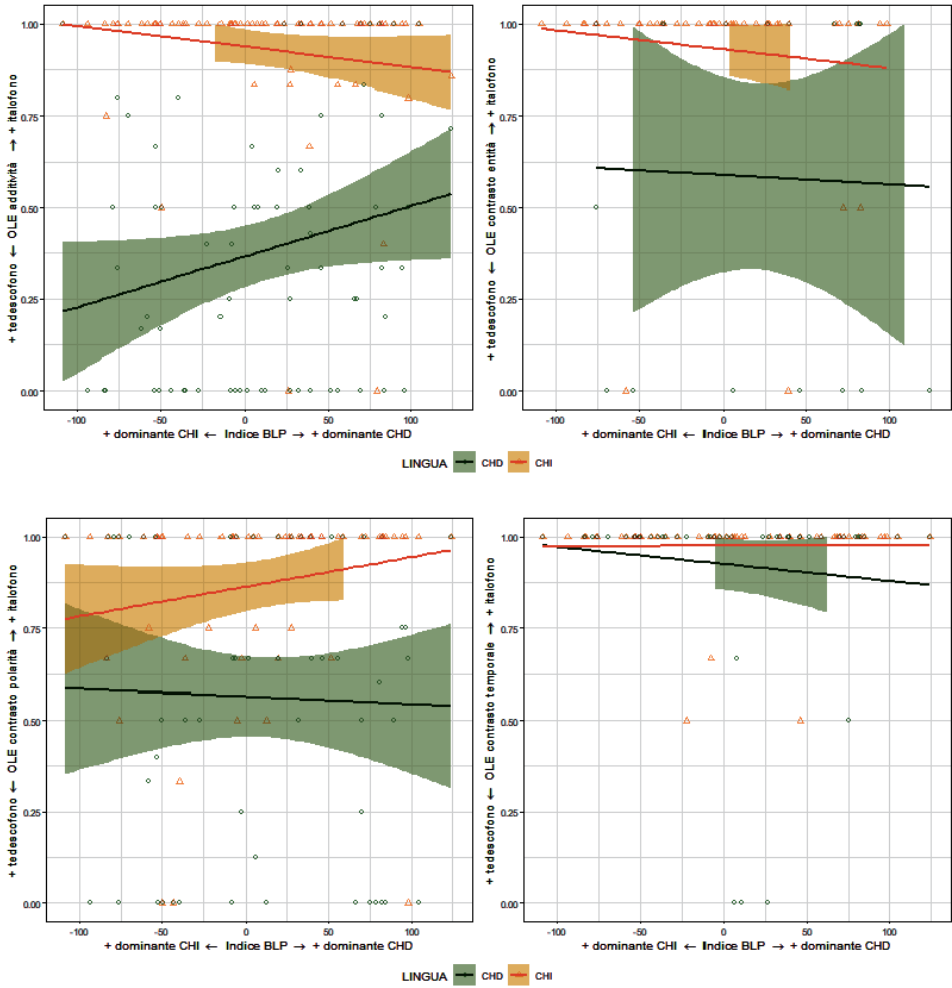 + tedescofono ← OLE additività → + italofono
1.00
0.75
0.50
0.25
0.00
-100 -50 0 50 100
+ dominante CHI ← Indice BLP → + dominante CHD
+ tedescofono ← OLE contrasto entità → + italofono
1.00
0.75
0.50
0.25
0.00
-100 -50 0 50 100
+ dominante CHI ← Indice BLP → + dominante CHD
LINGUA CHD CHI
+ tedescofono ← OLE contrasto polarità → + italofono
1.00
0.75
0.50
0.25
0.00
-100 -50 0 50 100
+ dominante CHI ← Indice BLP → + dominante CHD
+ tedescofono ← OLE contrasto temporale → + italofono
1.00
0.75
0.50
0.25
0.00
-100 -50 0 50 100
+ dominante CHI ← Indice BLP → + dominante CHD
LINGUA CHD CHI